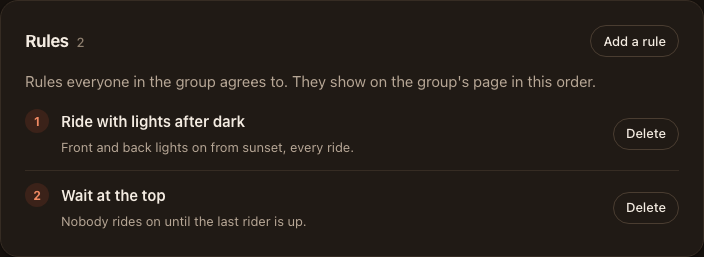 Rules 2
Add a rule
Rules everyone in the group agrees to. They show on the group's page in this order.
1 Ride with lights after dark
Front and back lights on from sunset, every ride.
Delete
2 Wait at the top
Nobody rides on until the last rider is up.
Delete